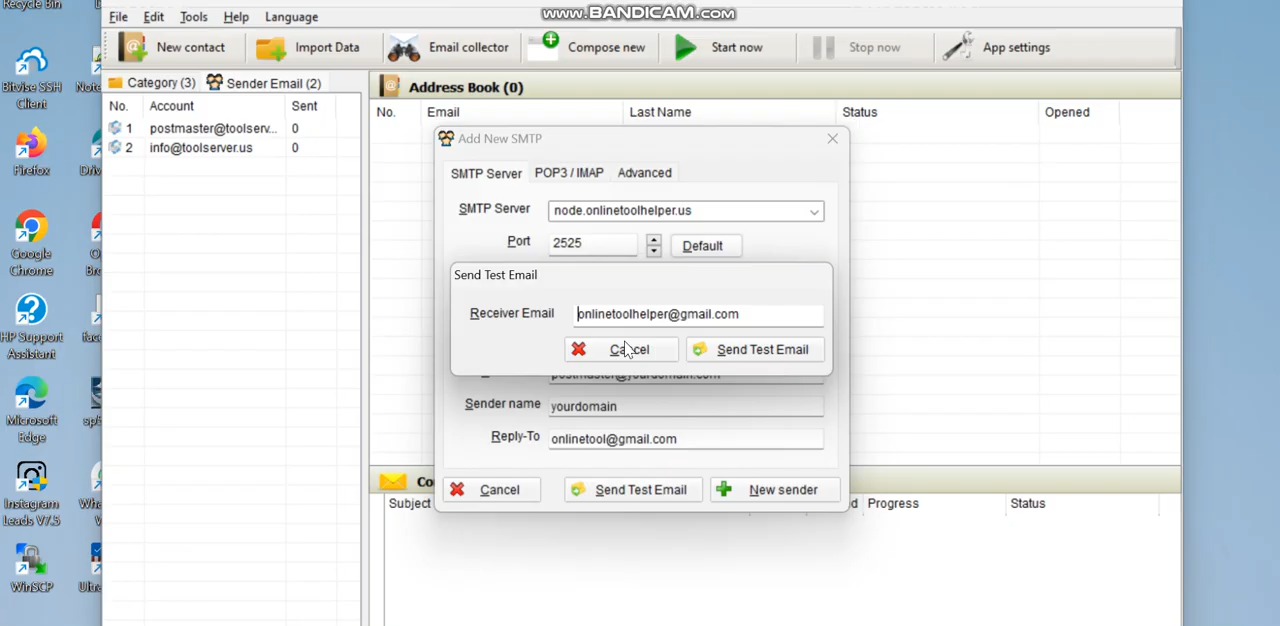 Recycle Bin
www.BANDICAM.com
File Edit Tools Help Language
New contact Import Data Email collector Compose new Start now Stop now App settings
Category (3) Sender Email (2)
Address Book (0)
No. Account Sent
No. Email Last Name Status Opened
1 postmaster@toolserv... 0
2 info@toolserver.us 0
Bitvise SSH
Client
Firefox
Google
Chrome
HP Support
Assistant
Microsoft
Edge
Instagram
Leads V7.5
WinSCP
Add New SMTP
SMTP Server POP3 / IMAP Advanced
SMTP Server node.onlinetoolhelper.us
Port 2525 Default
Send Test Email
Receiver Email onlinetoolhelper@gmail.com
Cancel Send Test Email
postmaster@yourdomain.com
Sender name yourdomain
Reply-To onlinetool@gmail.com
Cancel Send Test Email New sender
Subject Progress Status